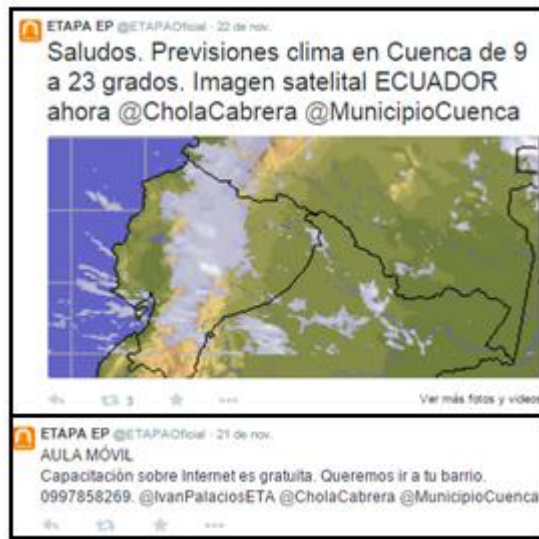 ETAPA EP @ETAPAOficial · 22 de nov.
Saludos. Previsiones clima en Cuenca de 9
a 23 grados. Imagen satelital ECUADOR
ahora @CholaCabrera @MunicipioCuenca
3
Ver más fotos y videos
ETAPA EP @ETAPAOficial · 21 de nov.
AULA MÓVIL
Capacitación sobre Internet es gratuita. Queremos ir a tu barrio.
0997858269. @IvanPalaciosETA @CholaCabrera @MunicipioCuenca